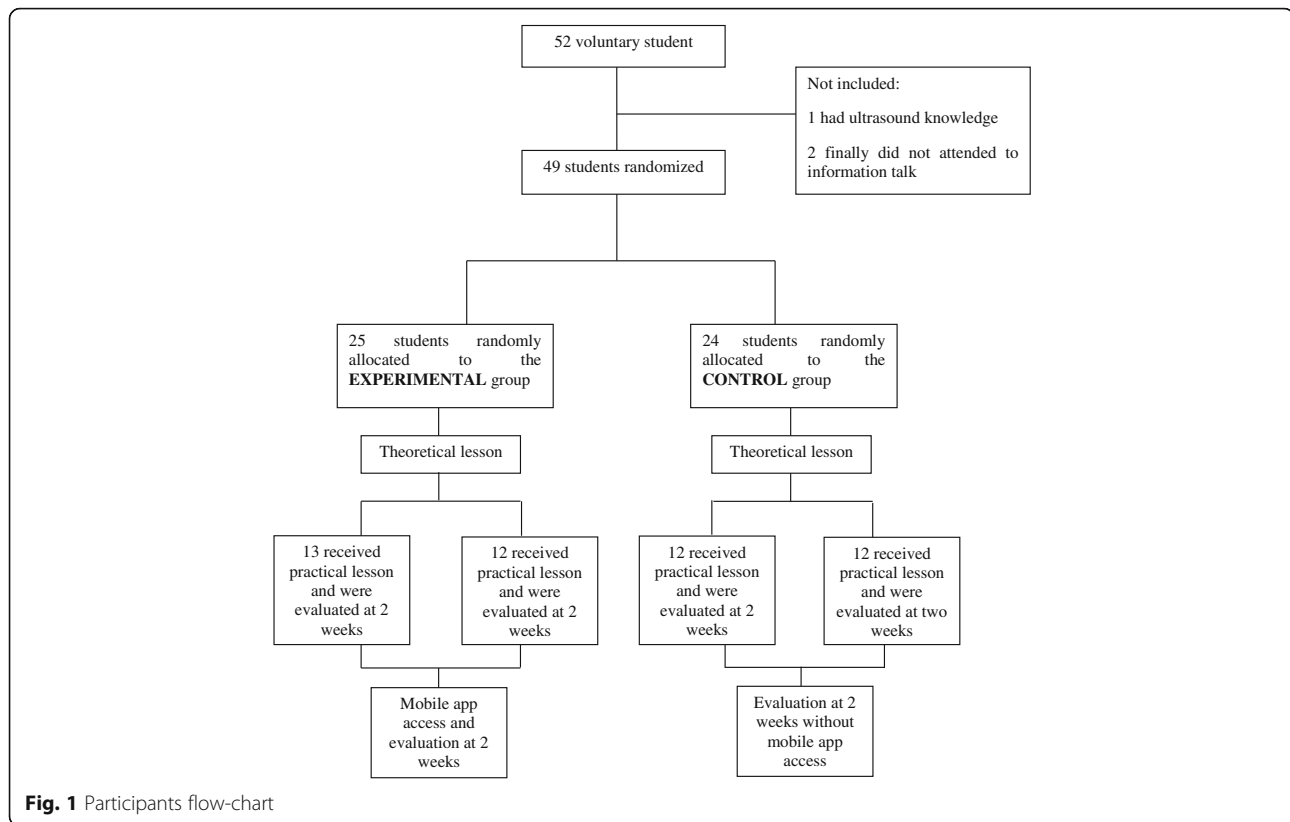 52 voluntary student
Not included:
1 had ultrasound knowledge
2 finally did not attended to
information talk
49 students randomized
25 students randomly
allocated to the
EXPERIMENTAL group
24 students randomly
allocated to the
CONTROL group
Theoretical lesson
Theoretical lesson
13 received
practical lesson
and were
evaluated at 2
weeks
12 received
practical lesson
and were
evaluated at 2
weeks
12 received
practical lesson
and were
evaluated at 2
weeks
12 received
practical lesson
and were
evaluated at two
weeks
Mobile app
access and
evaluation at 2
weeks
Evaluation at 2
weeks without
mobile app
access
Fig. 1 Participants flow-chart